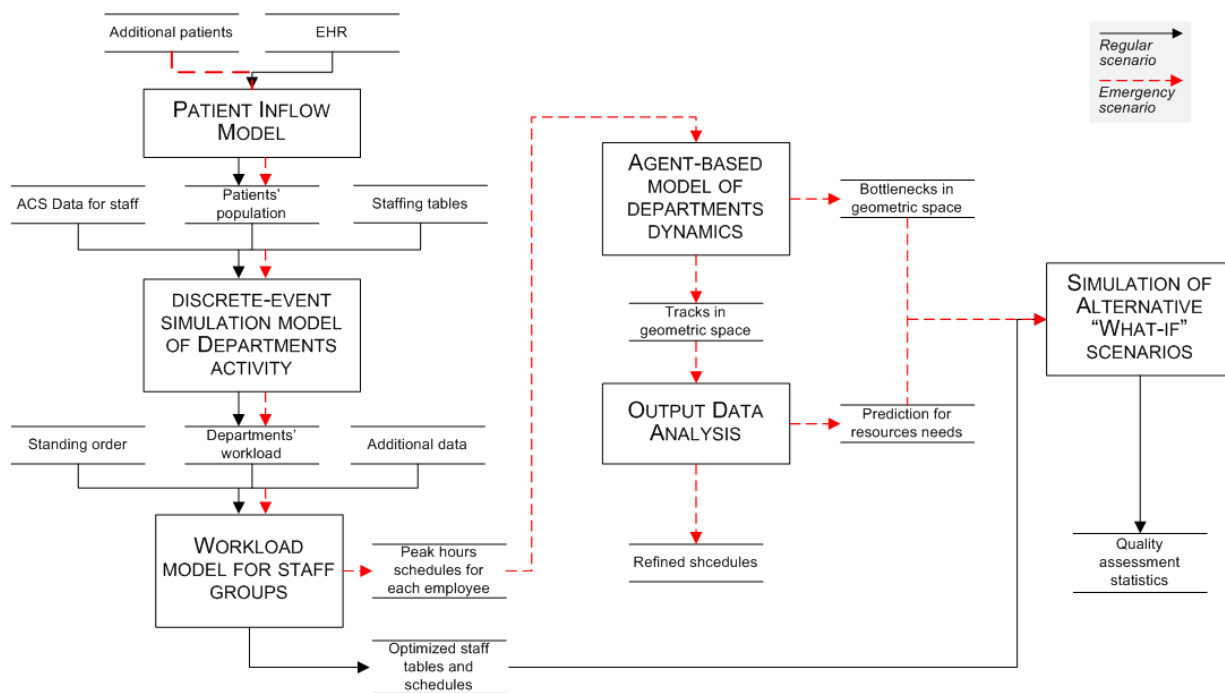 Additional patients
EHR
Regular
scenario
Emergency
scenario
PATIENT INFLOW
MODEL
ACS Data for staff
Patients'
population
Staffing tables
AGENT-BASED
MODEL OF
DEPARTMENTS
DYNAMICS
Bottlenecks in
geometric space
DISCRETE-EVENT
SIMULATION MODEL
OF DEPARTMENTS
ACTIVITY
Tracks in
geometric space
SIMULATION OF
ALTERNATIVE
“WHAT-IF”
SCENARIOS
Standing order
Departments'
workload
Additional data
OUTPUT DATA
ANALYSIS
Prediction for
resources needs
WORKLOAD
MODEL FOR STAFF
GROUPS
Peak hours
schedules for
each employee
Refined shcedules
Quality
assessment
statistics
Optimized staff
tables and
schedules